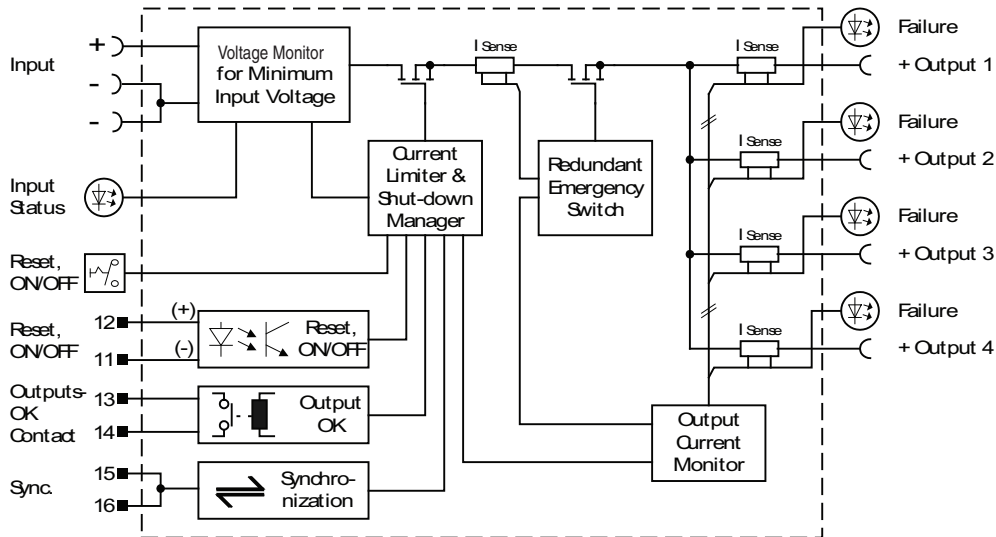 Input
+
-
-
Voltage Monitor
for Minimum
Input Voltage
I Sense
I Sense
Failure
+ Output 1
Failure
I Sense
+ Output 2
Input
Status
Current
Limiter &
Shut-down
Manager
Redundant
Emergency
Switch
Failure
I Sense
+ Output 3
Reset,
ON/OFF
Failure
I Sense
+ Output 4
Reset,
ON/OFF
12
(+)
11
(-)
Reset,
ON/OFF
Outputs-
OK
Contact
13
14
Output
OK
Output
Current
Monitor
Sync.
15
16
Synchro-
nization